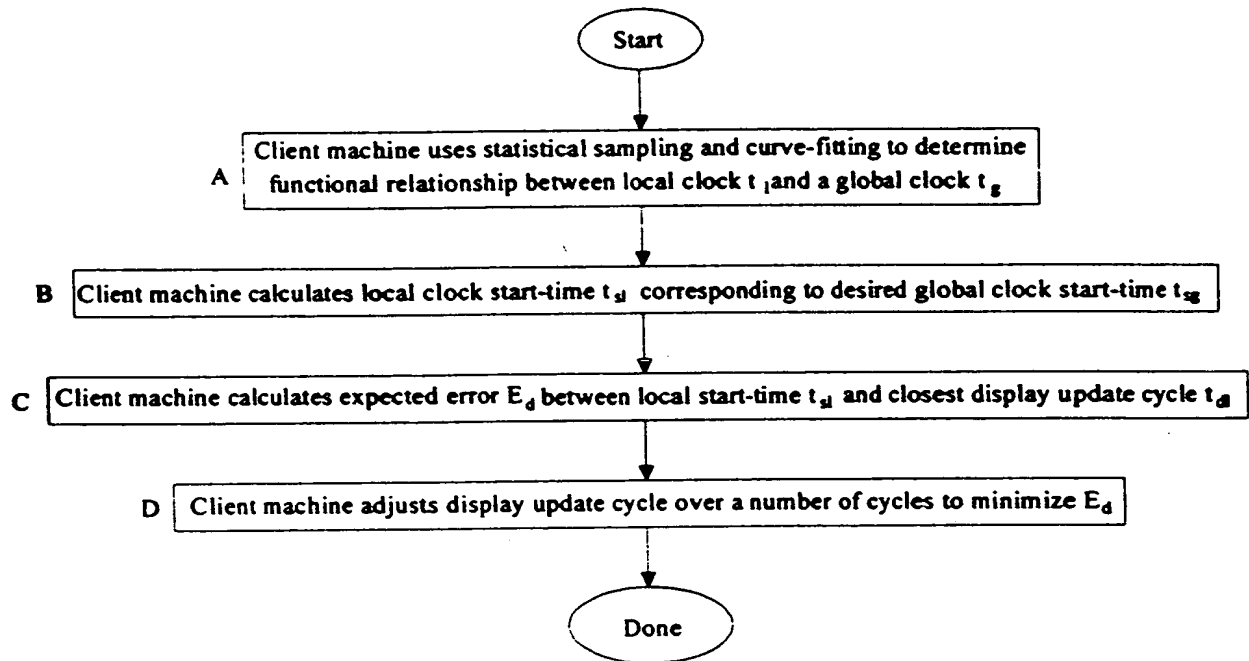 Start
A
Client machine uses statistical sampling and curve-fitting to determine
functional relationship between local clock t l and a global clock t g
B Client machine calculates local clock start-time t sl corresponding to desired global clock start-time t sg
C Client machine calculates expected error E d between local start-time t sl and closest display update cycle t dl
D Client machine adjusts display update cycle over a number of cycles to minimize E d
Done